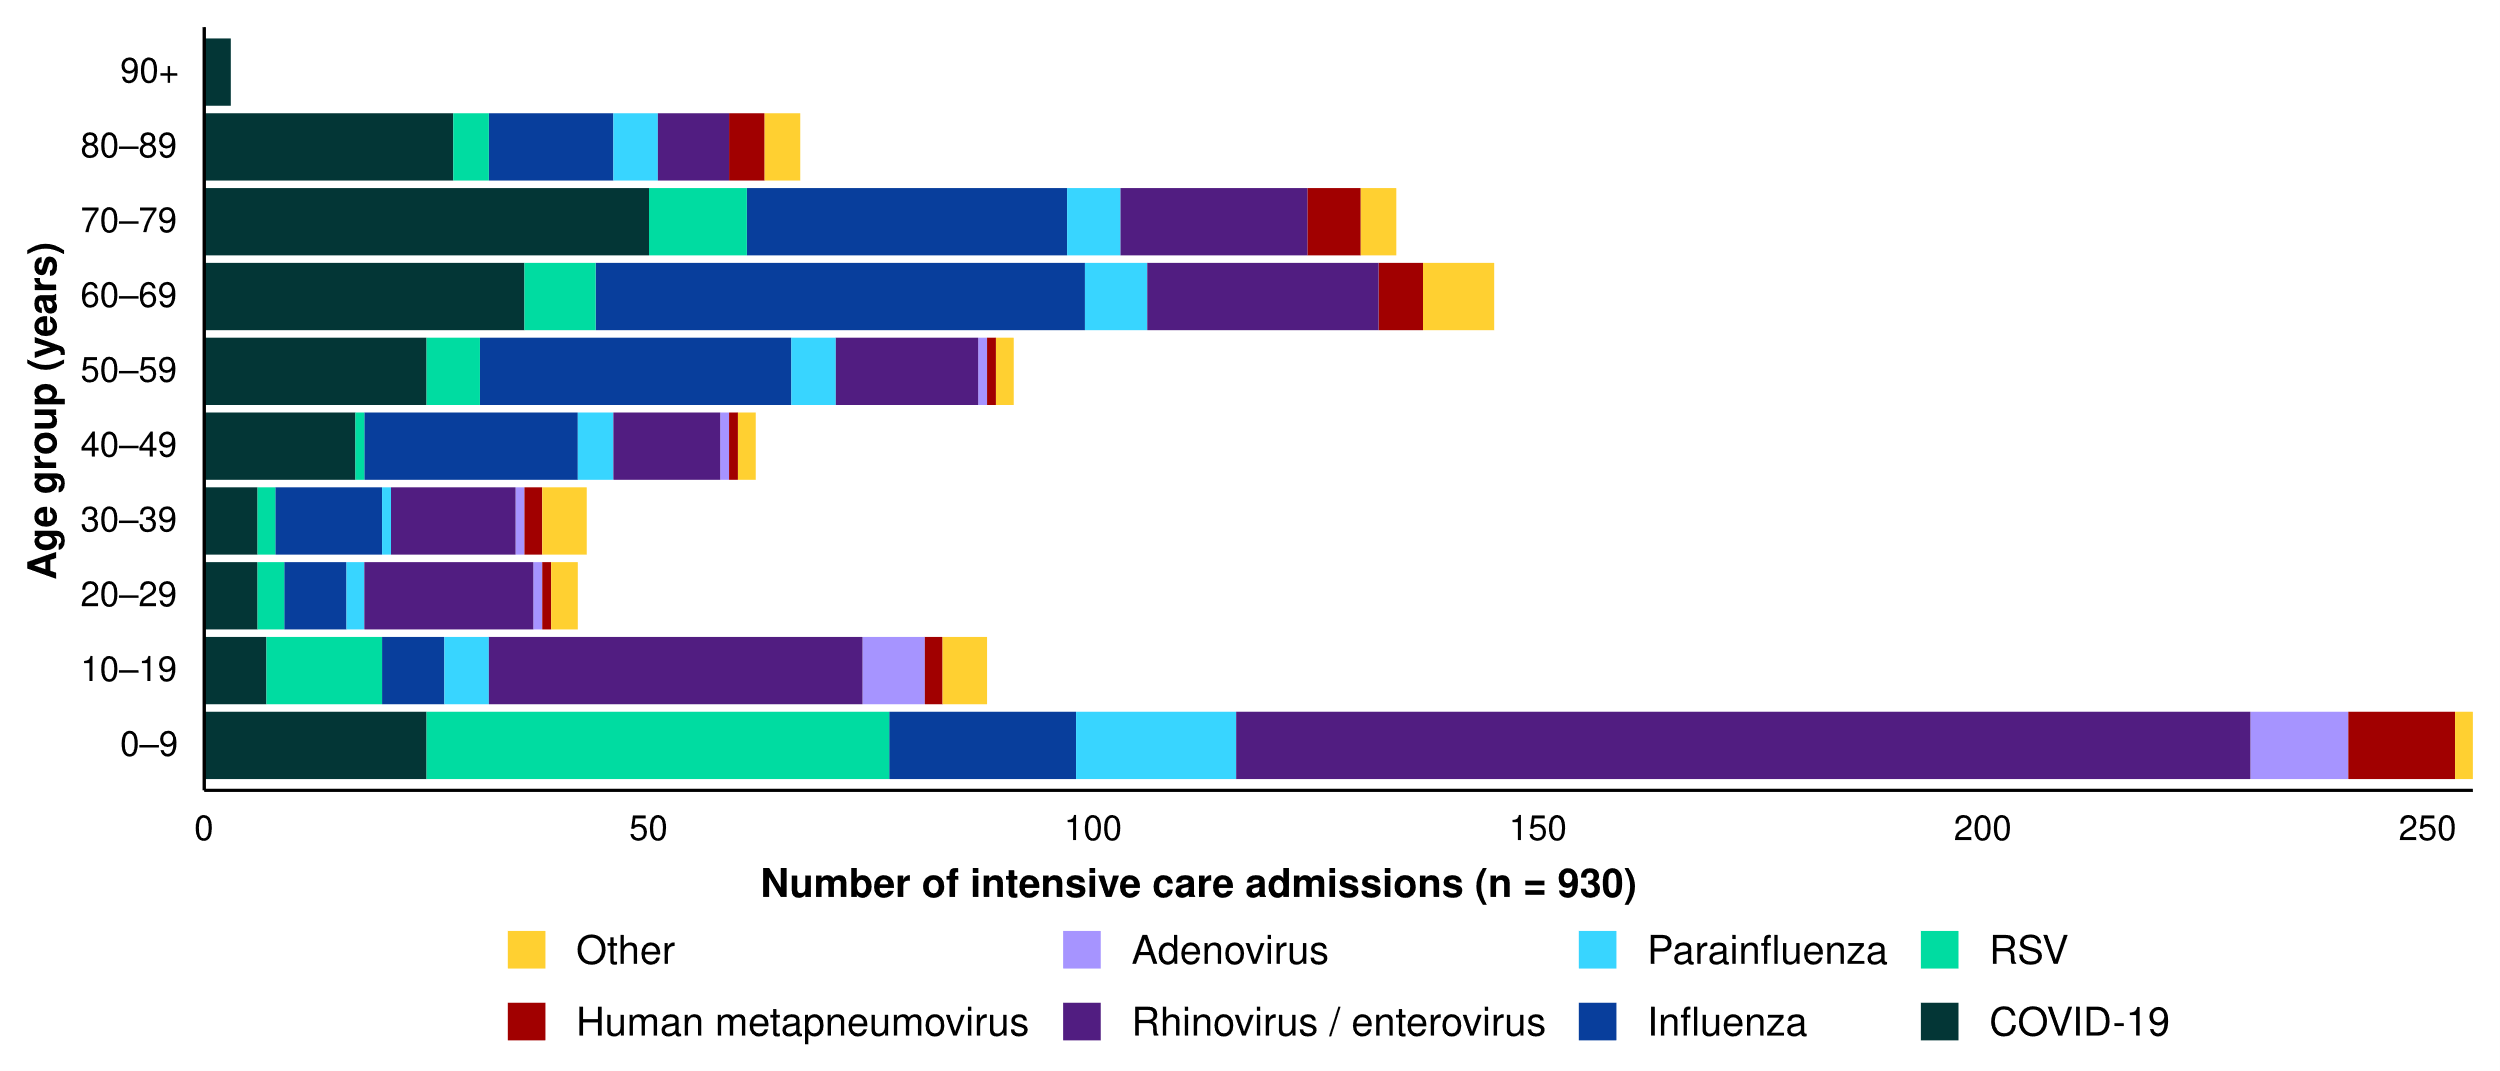 90+
80–89
70–79
60–69
50–59
40–49
30–39
20–29
10–19
0–9
Age group (years)
0 50 100 150 200 250
Number of intensive care admissions (n = 930)
Other Adenovirus Parainfluenza RSV
Human metapneumovirus Rhinovirus / enterovirus Influenza COVID-19